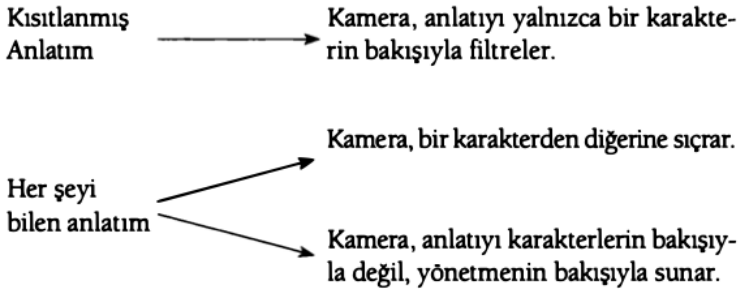 Kısıtlanmış
Anlatım
Kamera, anlatıyı yalnızca bir karakte-
rin bakışıyla filtreler.
Kamera, bir karakterden diğerine sıçrar.
Her şeyi
bilen anlatım
Kamera, anlatıyı karakterlerin bakışıy-
la değil, yönetmenin bakışıyla sunar.